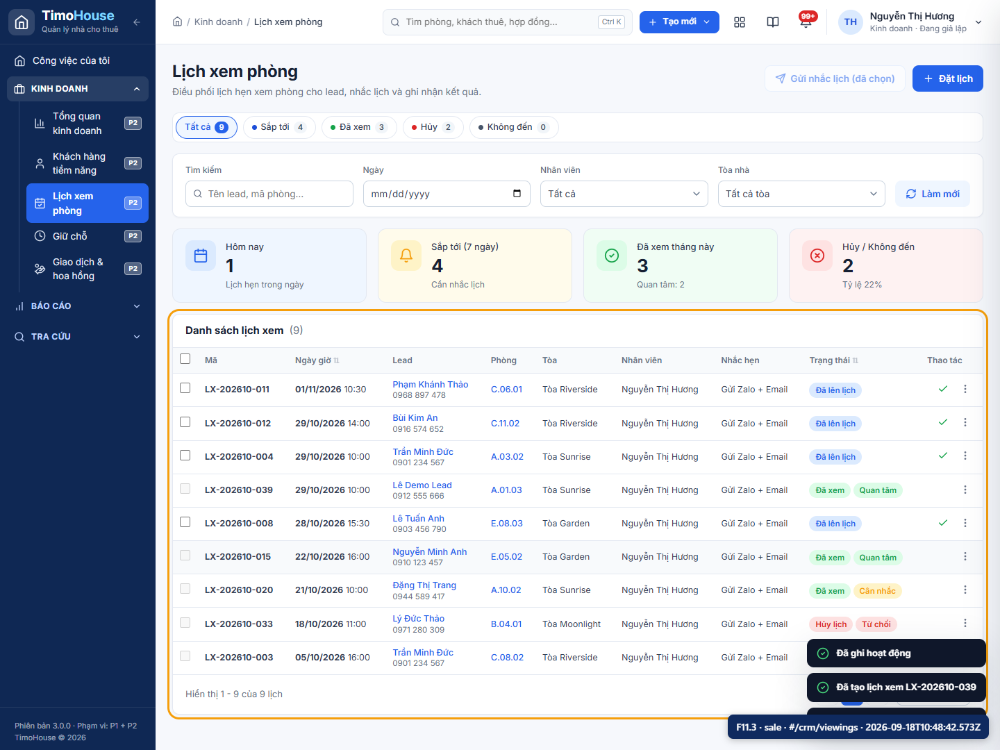 TimoHouse
Quản lý nhà cho thuê
Công việc của tôi
KINH DOANH
Tổng quan kinh doanh P2
Khách hàng tiềm năng P2
Lịch xem phòng P2
Giữ chỗ P2
Giao dịch & hoa hồng P2
BÁO CÁO
TRA CỨU
Phiên bản 3.0.0 · Phạm vi: P1 + P2
TimoHouse © 2026
/ Kinh doanh / Lịch xem phòng
Tìm phòng, khách thuê, hợp đồng... Ctrl K
Tạo mới
99+
TH
Nguyễn Thị Hương
Kinh doanh · Đang giả lập
Lịch xem phòng
Điều phối lịch hẹn xem phòng cho lead, nhắc lịch và ghi nhận kết quả.
Gửi nhắc lịch (đã chọn)
Đặt lịch
Tất cả 9 Sắp tới 4 Đã xem 3 Hủy 2 Không đến 0
Tìm kiếm Ngày Nhân viên Tòa nhà
Tên lead, mã phòng... mm/dd/yyyy Tất cả Tất cả tòa Làm mới
Hôm nay
1
Lịch hẹn trong ngày
Sắp tới (7 ngày)
4
Cần nhắc lịch
Đã xem tháng này
3
Quan tâm: 2
Hủy / Không đến
2
Tỷ lệ 22%
Danh sách lịch xem (9)
Mã Ngày giờ Lead Phòng Tòa Nhân viên Nhắc hẹn Trạng thái Thao tác
LX-202610-011 01/11/2026 10:30 Phạm Khánh Thảo C.06.01 Tòa Riverside Nguyễn Thị Hương Gửi Zalo + Email Đã lên lịch
0968 897 478
LX-202610-012 29/10/2026 14:00 Bùi Kim An C.11.02 Tòa Riverside Nguyễn Thị Hương Gửi Zalo + Email Đã lên lịch
0916 574 652
LX-202610-004 29/10/2026 10:00 Trần Minh Đức A.03.02 Tòa Sunrise Nguyễn Thị Hương Gửi Zalo + Email Đã lên lịch
0901 234 567
LX-202610-039 29/10/2026 10:00 Lê Demo Lead A.01.03 Tòa Sunrise Nguyễn Thị Hương Gửi Zalo + Email Đã xem Quan tâm
0912 555 666
LX-202610-008 28/10/2026 15:30 Lê Tuấn Anh E.08.03 Tòa Garden Nguyễn Thị Hương Gửi Zalo + Email Đã lên lịch
0903 456 790
LX-202610-015 22/10/2026 16:00 Nguyễn Minh Anh E.05.02 Tòa Garden Nguyễn Thị Hương Gửi Zalo + Email Đã xem Quan tâm
0910 123 457
LX-202610-020 21/10/2026 10:00 Đặng Thị Trang A.10.02 Tòa Sunrise Nguyễn Thị Hương Gửi Zalo + Email Đã xem Cân nhắc
0944 589 417
LX-202610-033 18/10/2026 11:00 Lý Đức Thảo B.04.01 Tòa Moonlight Nguyễn Thị Hương Gửi Zalo + Email Hủy lịch Từ chối
0971 280 309
LX-202610-003 05/10/2026 16:00 Trần Minh Đức C.08.02 Tòa Riverside Nguyễn Thị Hương Gửi Zalo + Email
0901 234 567
Hiển thị 1 - 9 của 9 lịch
Đã ghi hoạt động
Đã tạo lịch xem LX-202610-039
F11.3 · sale · #/crm/viewings · 2026-09-18T10:48:42.573Z